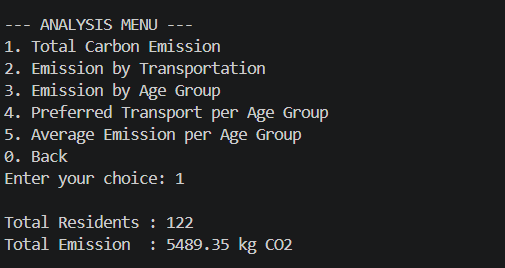 --- ANALYSIS MENU ---
1. Total Carbon Emission
2. Emission by Transportation
3. Emission by Age Group
4. Preferred Transport per Age Group
5. Average Emission per Age Group
0. Back
Enter your choice: 1
Total Residents : 122
Total Emission  : 5489.35 kg CO2